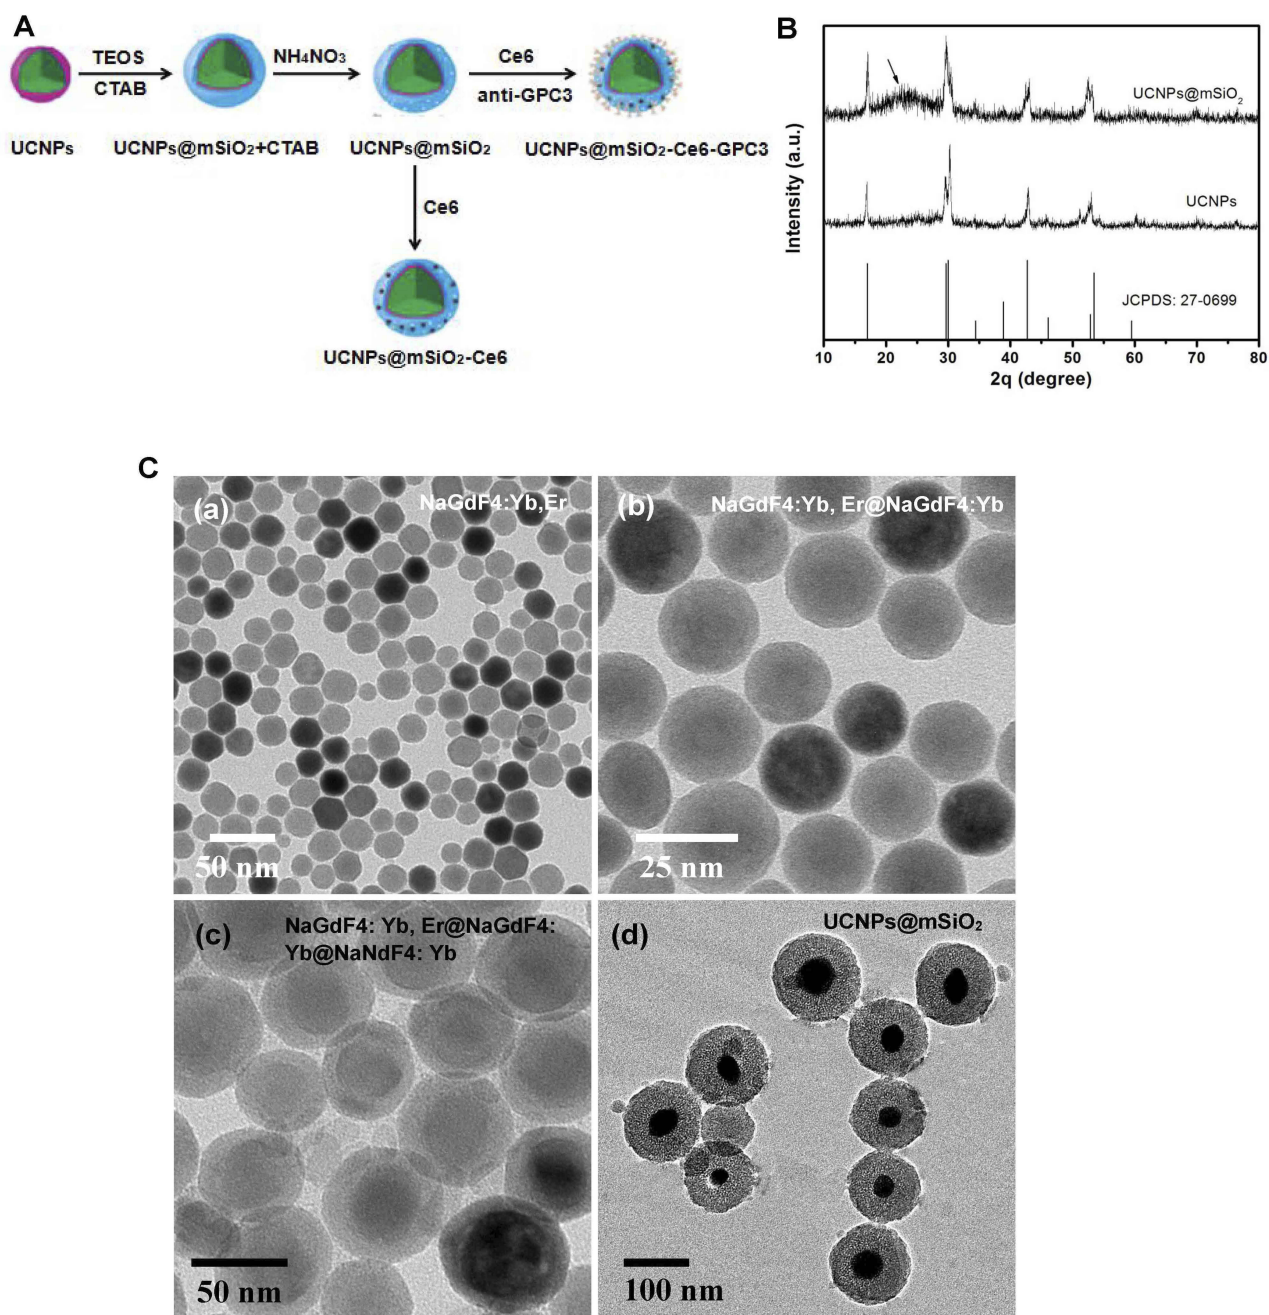 A
TEOS
CTAB
NH₄NO₃
Ce6
anti-GPC3
UCNPs
UCNPs@mSiO₂+CTAB
UCNPs@mSiO₂
UCNPs@mSiO₂-Ce6-GPC3
Ce6
UCNPs@mSiO₂-Ce6
B
Intensity (a.u.)
UCNPs@mSiO₂
UCNPs
JCPDS: 27-0699
10 20 30 40 50 60 70 80
2q (degree)
C
(a)
NaGdF4:Yb,Er
50 nm
(b)
NaGdF4:Yb, Er@NaGdF4:Yb
25 nm
(c)
NaGdF4: Yb, Er@NaGdF4:
Yb@NaNdF4: Yb
50 nm
(d)
UCNPs@mSiO₂
100 nm